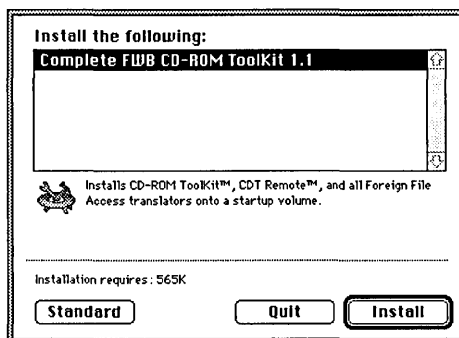 Install the following:
Complete FWB CD-ROM ToolKit 1.1
Installs CD-ROM ToolKit™, CDT Remote™, and all Foreign File
Access translators onto a startup volume.
Installation requires: 565K
Standard
Quit
Install